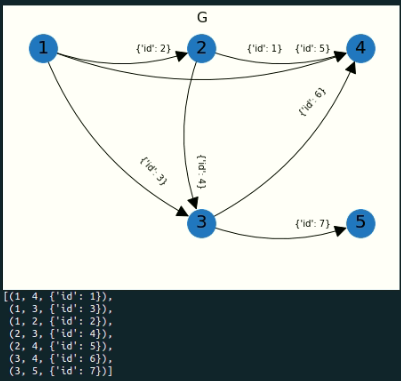 G
1
2
4
{'id': 2}
{'id': 1}
{'id': 5}
{'id': 6}
{'id': 3}
{'id': 4}
3
5
{'id': 7}
[(1, 4, {'id': 1}),
(1, 3, {'id': 3}),
(1, 2, {'id': 2}),
(2, 3, {'id': 4}),
(2, 4, {'id': 5}),
(3, 4, {'id': 6}),
(3, 5, {'id': 7})]